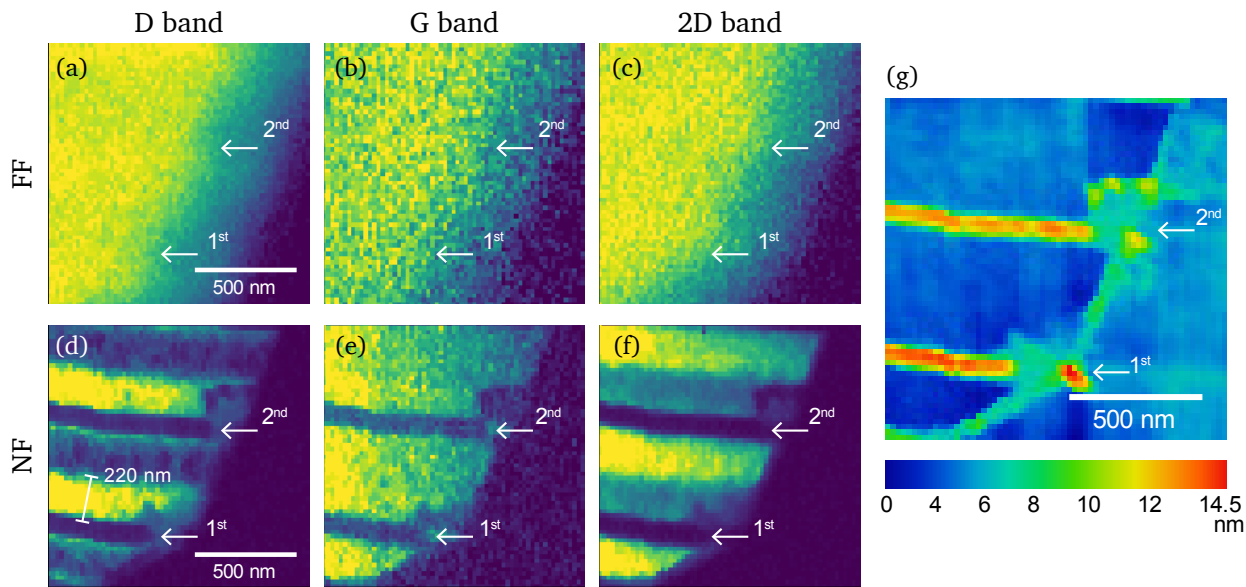 D band
G band
2D band
FF
(a)
2nd
1st
500 nm
(b)
2nd
1st
(c)
2nd
1st
(g)
2nd
1st
500 nm
0 4 6 8 10 12 14.5
nm
NF
(d)
2nd
220 nm
1st
500 nm
(e)
2nd
1st
(f)
2nd
1st